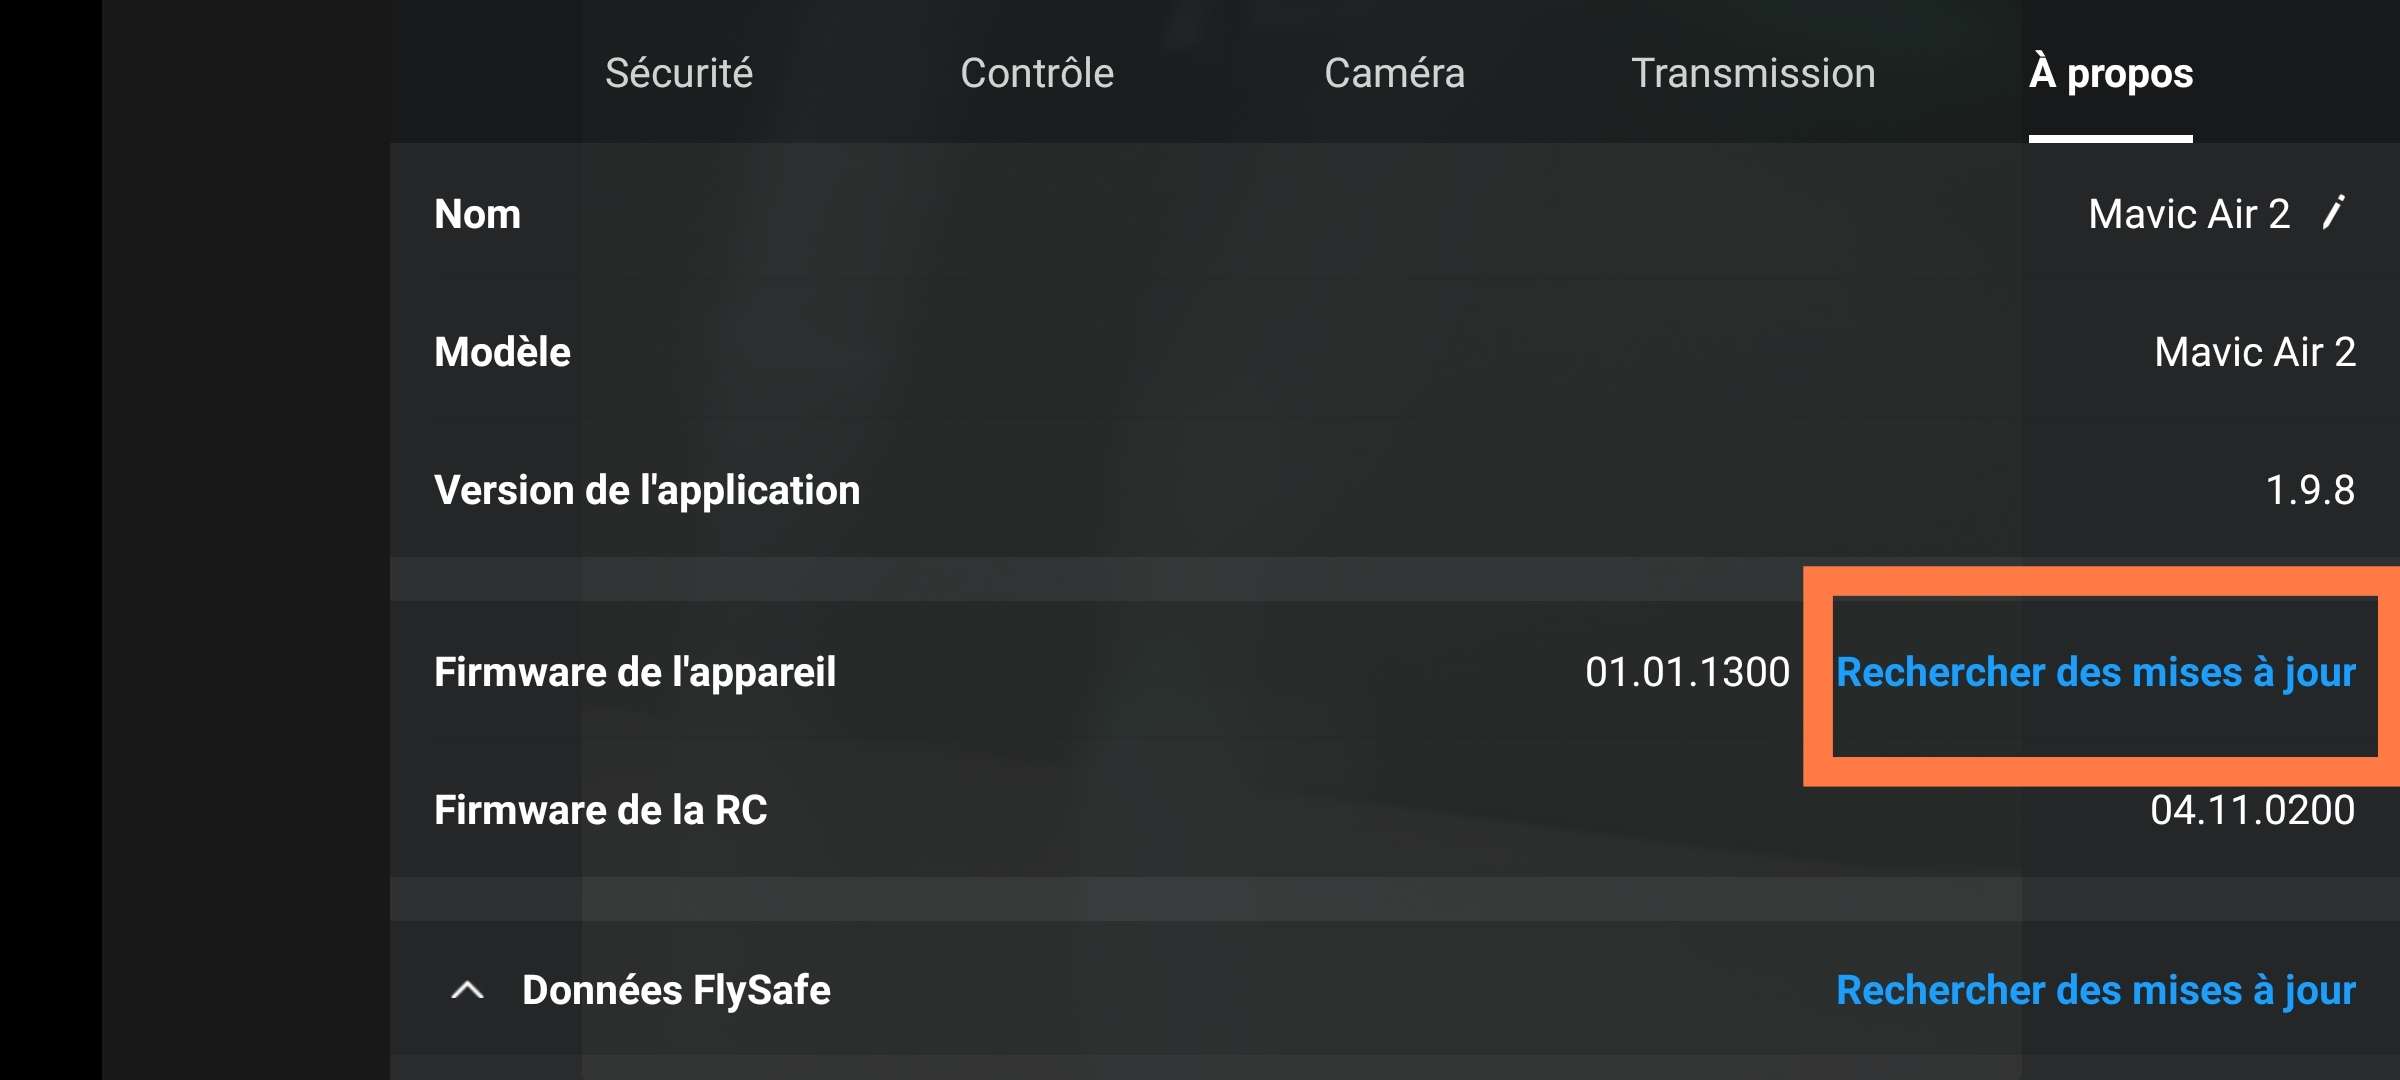 Sécurité Contrôle Caméra Transmission À propos
Nom Mavic Air 2
Modèle Mavic Air 2
Version de l'application 1.9.8
Firmware de l'appareil 01.01.1300 Rechercher des mises à jour
Firmware de la RC 04.11.0200
Données FlySafe Rechercher des mises à jour